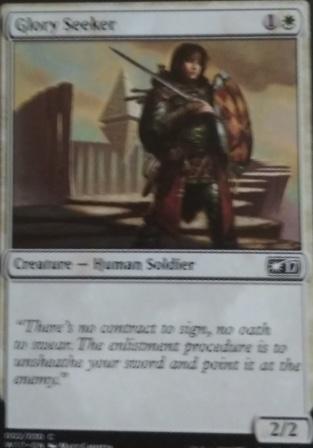 Glory Seeker 1
Creature — Human Soldier
"There's no contract to sign, no oath
to swear. The enlistment procedure is to
unsheathe your sword and point it at the
enemy."
2/2